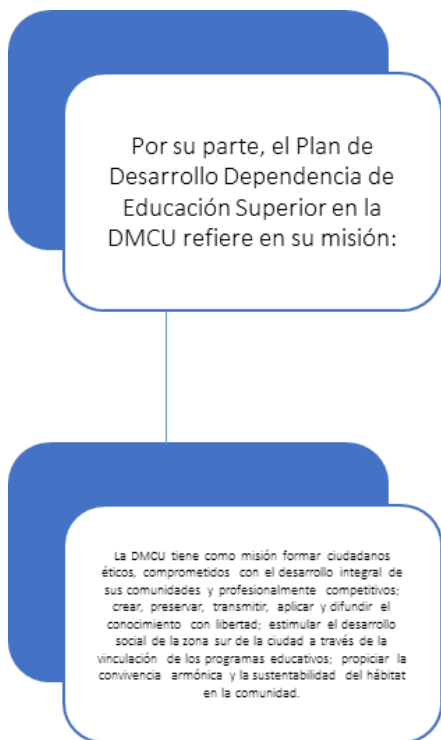 Por su parte, el Plan de
Desarrollo Dependencia de
Educación Superior en la
DMCU refiere en su misión:
La DMCU tiene como misión formar ciudadanos
éticos, comprometidos con el desarrollo integral de
sus comunidades y profesionalmente competitivos;
crear, preservar, transmitir, aplicar y difundir el
conocimiento con libertad; estimular el desarrollo
social de la zona sur de la ciudad a través de la
vinculación de los programas educativos; propiciar la
convivencia armónica y la sustentabilidad del hábitat
en la comunidad.